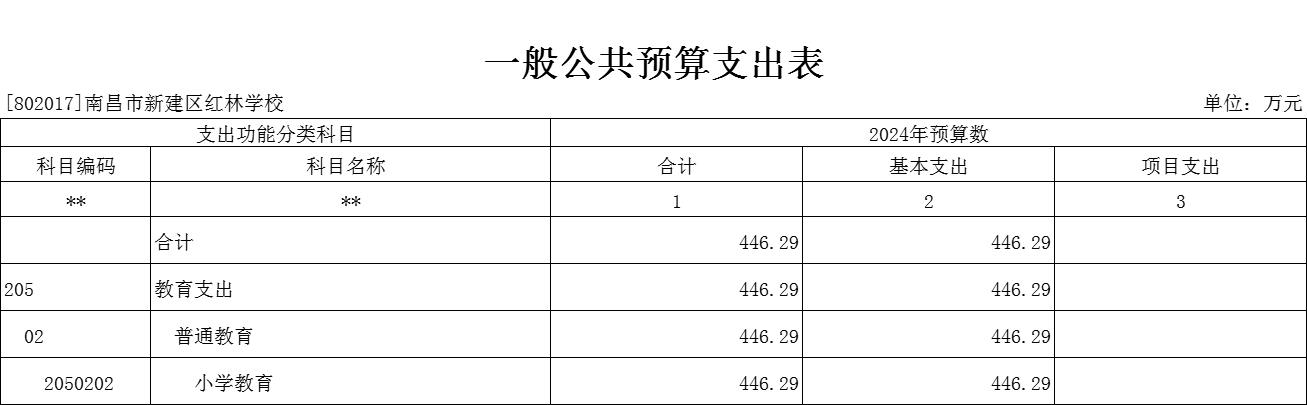 一般公共预算支出表
[802017]南昌市新建区红林学校 单位：万元
支出功能分类科目 2024年预算数
科目编码 科目名称 合计 基本支出 项目支出
** ** 1 2 3
合计 446.29 446.29
205 教育支出 446.29 446.29
02 普通教育 446.29 446.29
2050202 小学教育 446.29 446.29